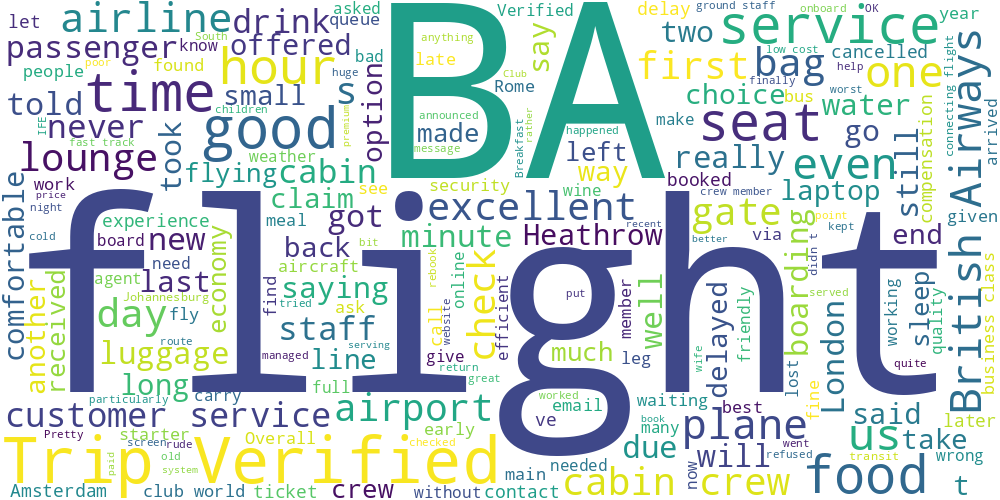 let
airline
drink
asked
queue
BA
Verified
delay
ground staff
onboard
OK
year
passenger
know
South
offered
say
two
service
people
poor
found
hour
bad
late
anything
Club
Rome
first
bag
low cost
cancelled
help
finally
worst
one
told
time
small
s
option
huge
children
announced
made
message
Breakfast
rather
happened
make
choice
bus
water
IFE
never
fast track
good
premium
left
seat
go
still
compensation
connecting flight
arrived
lounge
took
weather
flying
cabin
see
security
wine
way
really
even
Airways
comfortable
work
price
night
claim
meal
excellent
booked
crew member
laptop
given
flight
experience
got
minute
Heathrow
recent
gate
point
kept
end
cold
board
new
back
bit
better
via
boarding
didn t
another
received
agent
need
last
economy
find
aircraft
saying
tried
ask
rebook
call
website
online
check
efficient
put
member
well
delayed
wife
friendly
served
London
working
sleep
quality
British
business class
day
Johannesburg
fly
route
staff
serving
luggage
managed
line
give
return
great
much
leg
lost
quite
long
particularly
carry
full
airport
worked
email
waiting
best
fine
said
later
customer service
early
ve
book
many
plane
went
us
take
Pretty
screen
rude
starter
Overall
checked
due
refused
will
transit
wrong
Trip Verified
paid
old
system
main
needed
cabin crew
now
food
t
Amsterdam
club world
ticket
crew
without
contact